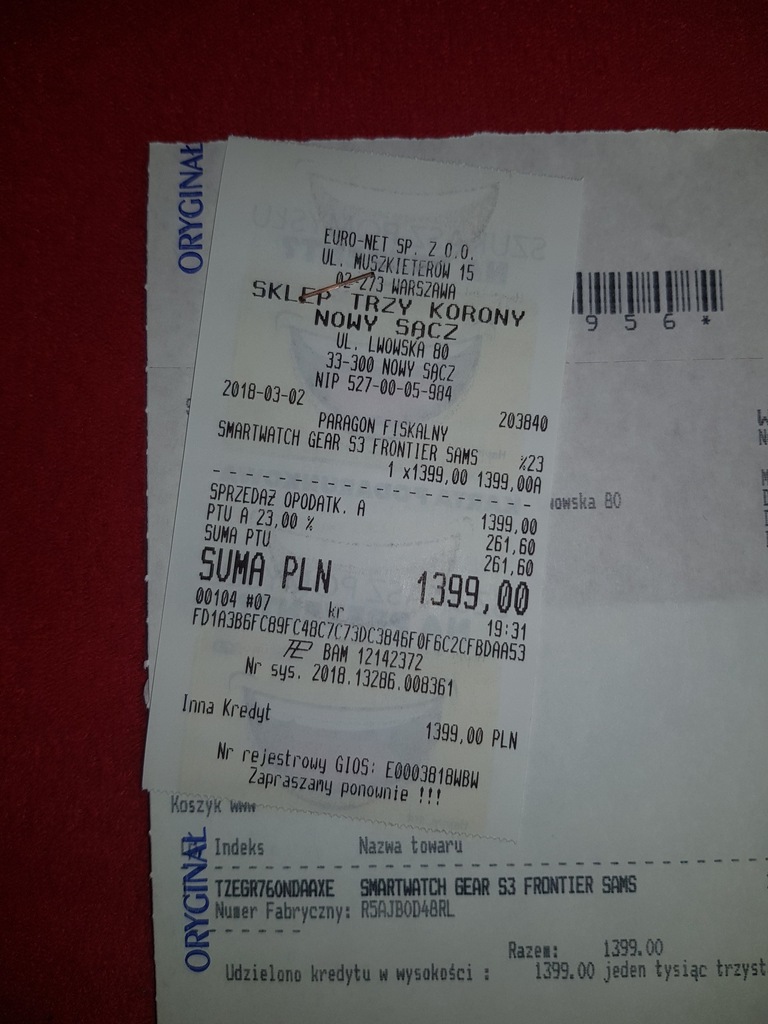 ORYGINAŁ
EURO-NET SP. Z O.O.
UL. MUSZKIETERÓW 15
02-273 WARSZAWA
SKLEP TRZY KORONY
NOWY SĄCZ
UL. LWOWSKA 80
33-300 NOWY SĄCZ
NIP 527-00-05-984
2018-03-02 203840
PARAGON FISKALNY
SMARTWATCH GEAR S3 FRONTIER SAMS %23
1 x1399,00 1399,00A
SPRZEDAŻ OPODATK. A 1399,00
PTU A 23,00 % 261,60
SUMA PTU 261,60
SUMA PLN 1399,00
00104 #07 kr 19:31
FD1A3B6FC89FC48C7C73DC3846F0F6C2CFBDAA53
BAM 12142372
Nr sys. 2018.13286.008361
Inna Kredyt
1399,00 PLN
Nr rejestrowy GIOŚ: E0003818WBW
Zapraszamy ponownie !!!
956*
owska 80
Koszyk www
Indeks Nazwa towaru
TZEGR760NDAAXE SMARTWATCH GEAR S3 FRONTIER SAMS
Numer Fabryczny: R5AJB0D48RL
Razem: 1399.00
Udzielono kredytu w wysokości : 1399.00 jeden tysiąc trzyst
ORYGINAŁ